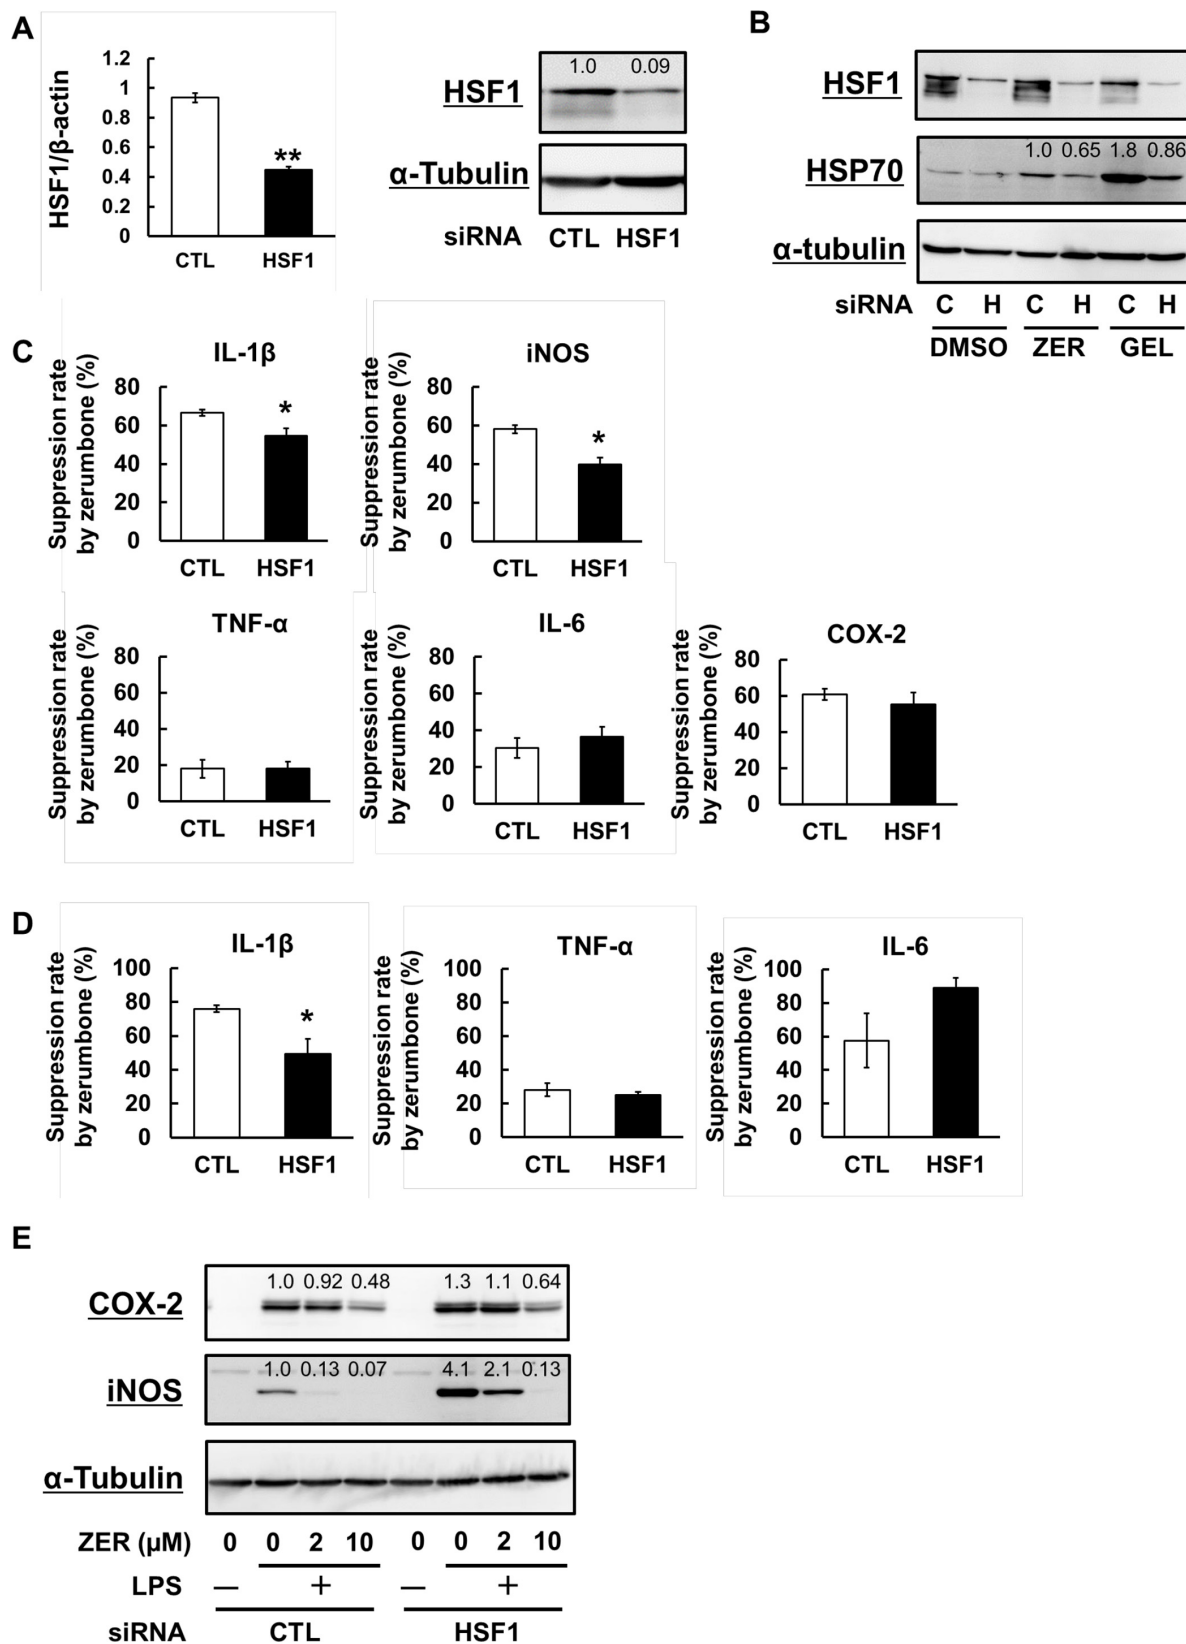 A
HSF1/β-actin
1.2
1
0.8
0.6
0.4
0.2
0
**
CTL
HSF1
HSF1
1.0 0.09
α-Tubulin
siRNA CTL HSF1
B
HSF1
HSP70
1.0 0.65 1.8 0.86
α-tubulin
siRNA C H C H C H
DMSO ZER GEL
C
IL-1β
Suppression rate
by zerumbone (%)
80
60
40
20
0
*
CTL HSF1
iNOS
Suppression rate
by zerumbone (%)
80
60
40
20
0
*
CTL HSF1
TNF-α
Suppression rate
by zerumbone (%)
80
60
40
20
0
CTL HSF1
IL-6
Suppression rate
by zerumbone (%)
80
60
40
20
0
CTL HSF1
COX-2
Suppression rate
by zerumbone (%)
80
60
40
20
0
CTL HSF1
D
IL-1β
Suppression rate
by zerumbone (%)
100
80
60
40
20
0
*
CTL HSF1
TNF-α
Suppression rate
by zerumbone (%)
100
80
60
40
20
0
CTL HSF1
IL-6
Suppression rate
by zerumbone (%)
100
80
60
40
20
0
CTL HSF1
E
COX-2
1.0 0.92 0.48 1.3 1.1 0.64
iNOS
1.0 0.13 0.07 4.1 2.1 0.13
α-Tubulin
ZER (μM) 0 0 2 10 0 0 2 10
LPS — + — +
siRNA CTL HSF1